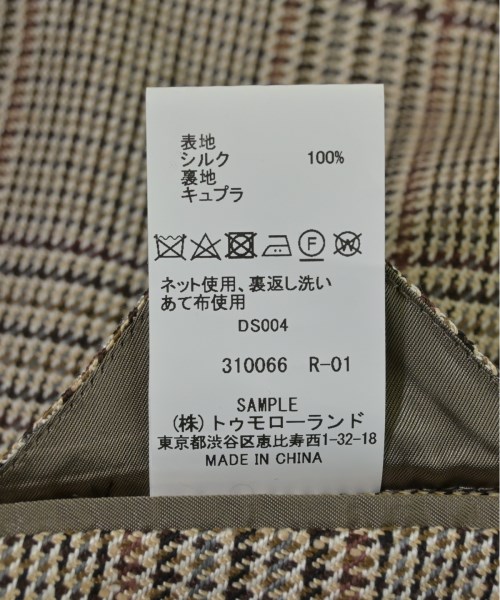 表地
シルク 100%
裏地
キュプラ
F W
ネット使用、裏返し洗い
あて布使用
DS004
310066 R-01
SAMPLE
(株)トゥモローランド
東京都渋谷区恵比寿西1-32-18
MADE IN CHINA